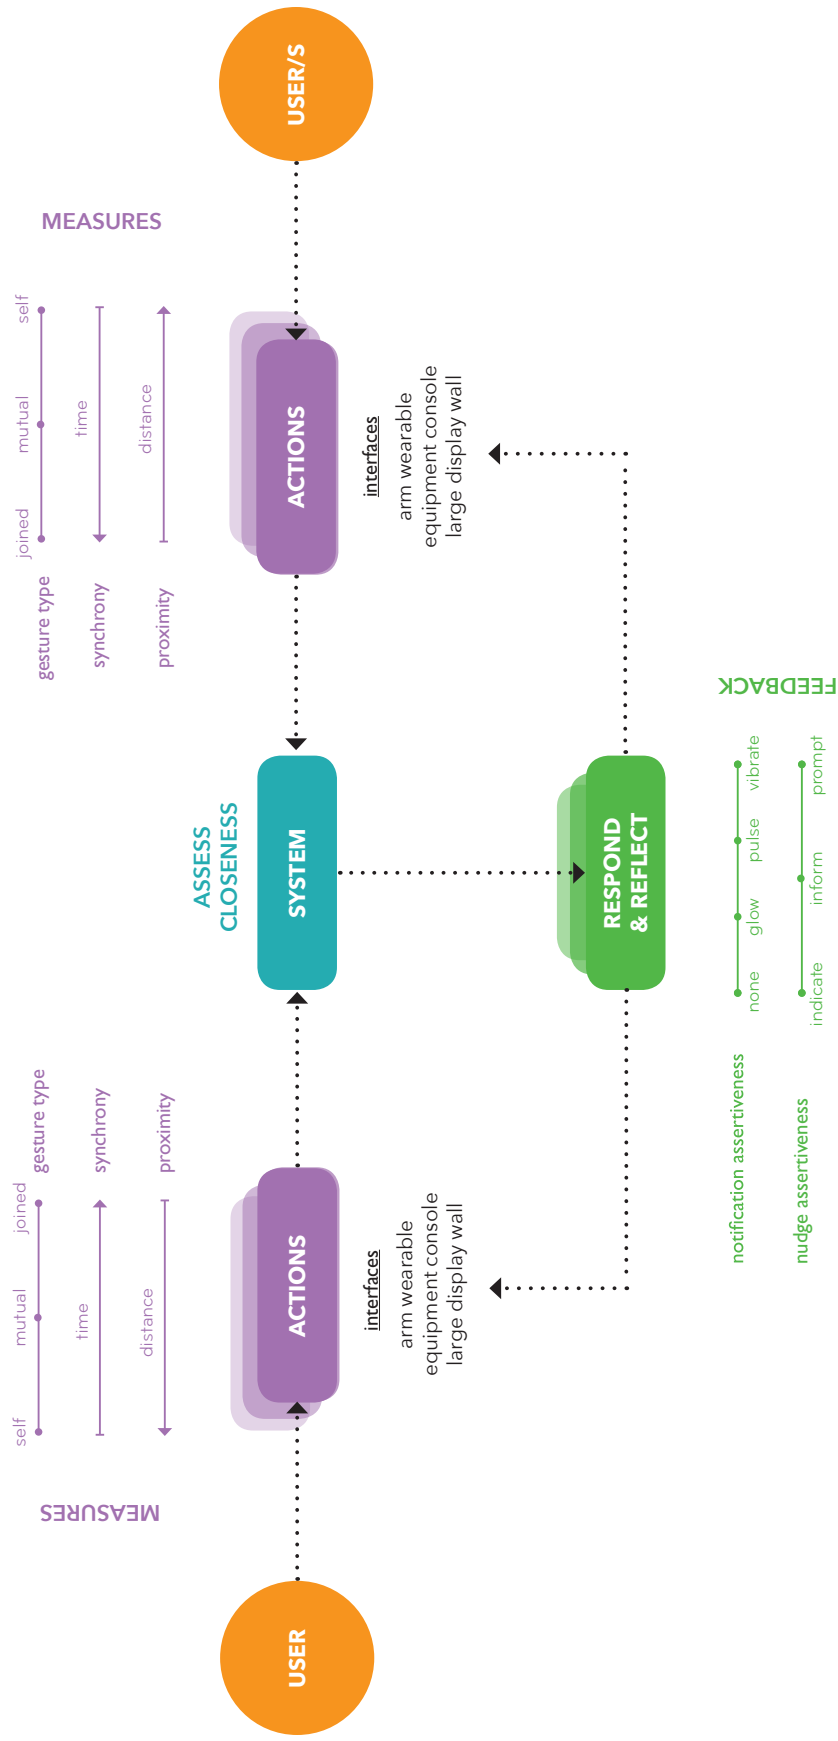 MEASURES
self
mutual
joined
gesture type
time
synchrony
distance
proximity
USER
ACTIONS
interfaces
arm wearable
equipment console
large display wall
ASSESS
CLOSENESS
SYSTEM
MEASURES
gesture type
joined
mutual
self
synchrony
time
proximity
distance
ACTIONS
interfaces
arm wearable
equipment console
large display wall
USER/S
RESPOND
& REFLECT
notification assertiveness
none
glow
pulse
vibrate
nudge assertiveness
indicate
inform
prompt
FEEDBACK